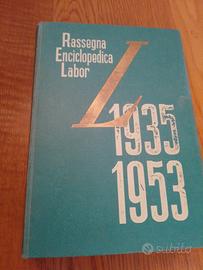 Rassegna
Enciclopedica
Labor
L
1935
1953
subito